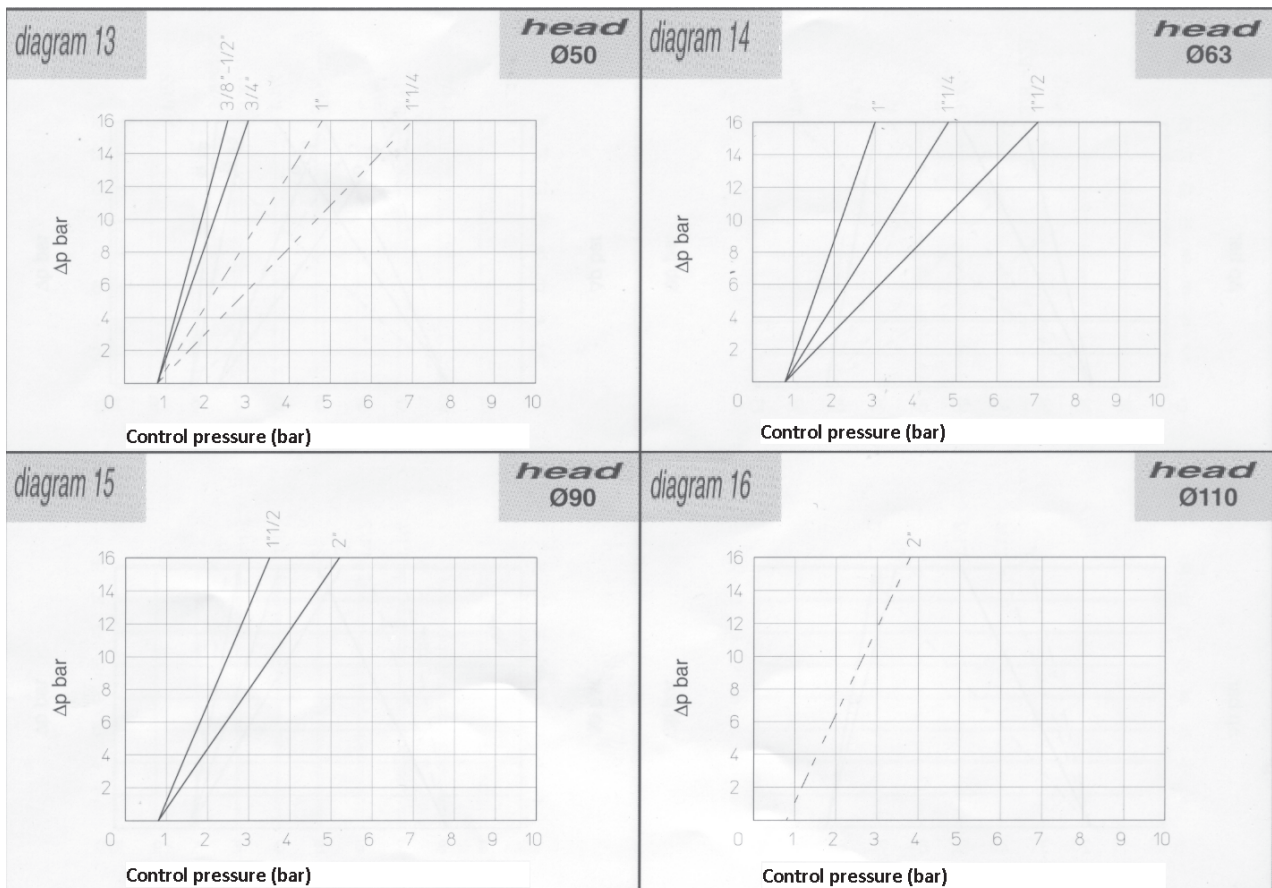 diagram 13
head
Ø50
3/8"-1/2"
3/4"
1"
1"1/4
16
14
12
10
8
6
4
2
Δp bar
0 1 2 3 4 5 6 7 8 9 10
Control pressure (bar)
diagram 14
head
Ø63
1"
1"1/4
1"1/2
16
14
12
10
8
6
4
2
Δp bar
0 1 2 3 4 5 6 7 8 9 10
Control pressure (bar)
diagram 15
head
Ø90
1"1/2
2"
16
14
12
10
8
6
4
2
Δp bar
0 1 2 3 4 5 6 7 8 9 10
Control pressure (bar)
diagram 16
head
Ø110
2"
16
14
12
10
8
6
4
2
Δp bar
0 1 2 3 4 5 6 7 8 9 10
Control pressure (bar)